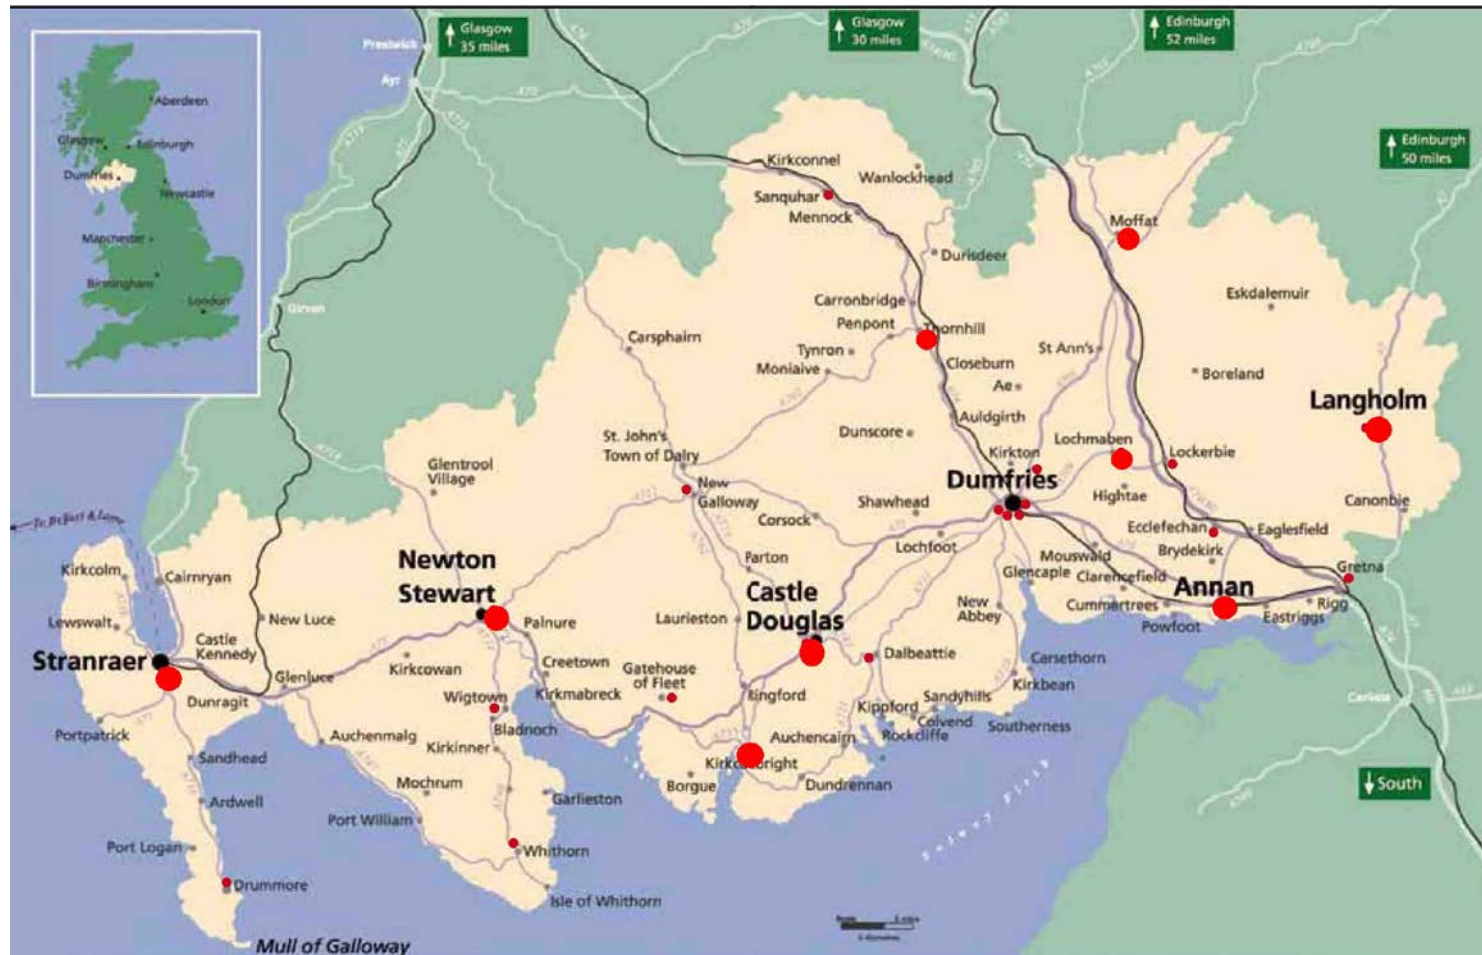 Glasgow
35 miles
Glasgow
30 miles
Edinburgh
52 miles
Edinburgh
50 miles
South
Prestwick
Ayr
Girvan
Carlisle
Aberdeen
Glasgow
Edinburgh
Dumfries
Newcastle
Manchester
Birmingham
London
Kirkconnel
Wanlockhead
Sanquhar
Mennock
Moffat
Durisdeer
Carronbridge
Penpont
Thornhill
Tynron
Moniaive
Closeburn
Carsphairn
Eskdalemuir
St Ann's
Boreland
Ae
Auldgirth
Langholm
Dunscore
St. John's
Town of Dalry
Lochmaben
Lockerbie
Kirkton
Dumfries
Hightae
Glentrool
Village
New
Galloway
Shawhead
Corsock
Canonbie
Ecclefechan
Eaglesfield
Brydekirk
Lochfoot
Mouswald
Parton
Glencaple
Clarencefield
Annan
Gretna
Cummertrees
Powfoot
Eastriggs
Rigg
Newton
Stewart
Castle
Douglas
New
Abbey
Laurieston
Palnure
Kirkcolm
Cairnryan
New Luce
Lewswalt
Stranraer
Castle
Kennedy
Glenluce
Dunragit
Kirkcowan
Creetown
Gatehouse
of Fleet
Kirkmabreck
Wigtown
Bladnoch
Ringford
Dalbeattie
Carsethorn
Kirkbean
Sandyhills
Kippford
Colvend
Rockcliffe
Southerness
Auchencairn
Portpatrick
Auchenmalg
Kirkinner
Sandhead
Mochrum
Borgue
Dundrennan
Ardwell
Garlieston
Port William
Port Logan
Whithorn
Drummore
Isle of Whithorn
Mull of Galloway
Solway Firth
A70
A75